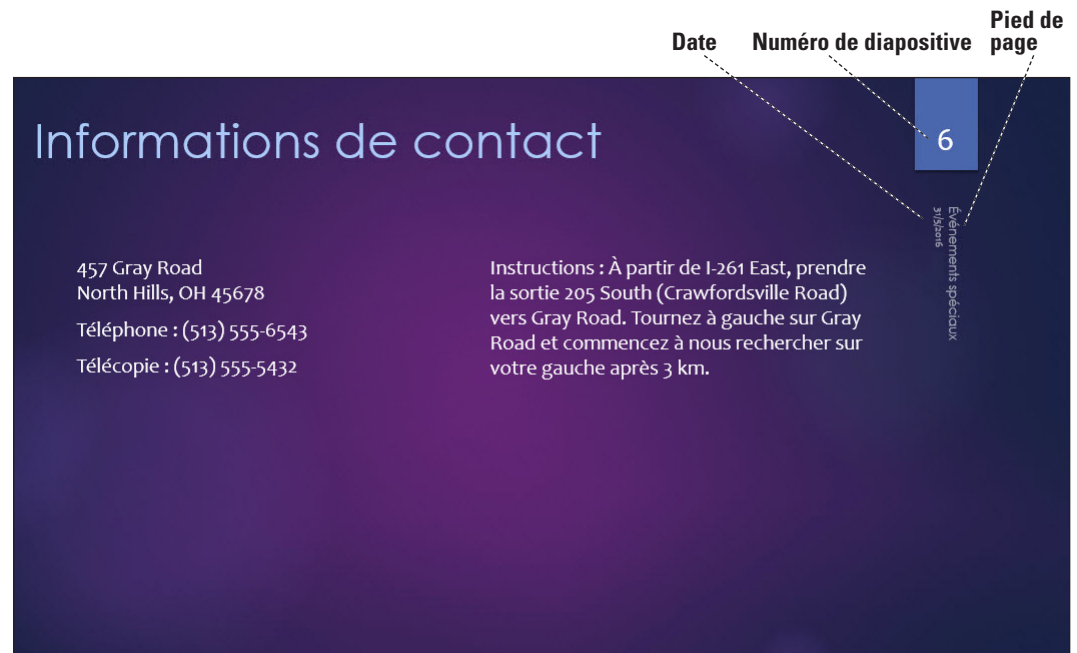 Date
Numéro de diapositive
Pied de
page
Informations de contact
6
Événements spéciaux
31/5/2016
457 Gray Road
North Hills, OH 45678
Téléphone : (513) 555-6543
Télécopie : (513) 555-5432
Instructions : À partir de I-261 East, prendre
la sortie 205 South (Crawfordsville Road)
vers Gray Road. Tournez à gauche sur Gray
Road et commencez à nous rechercher sur
votre gauche après 3 km.